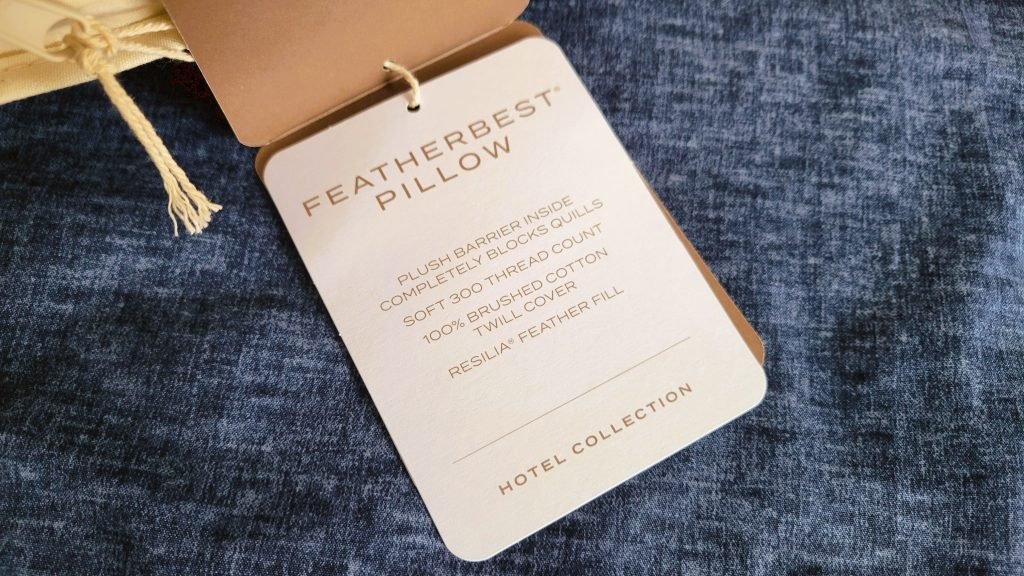 FEATHERBEST®
PILLOW
PLUSH BARRIER INSIDE
COMPLETELY BLOCKS QUILLS
SOFT 300 THREAD COUNT
100% BRUSHED COTTON
TWILL COVER
RESILIA® FEATHER FILL
HOTEL COLLECTION